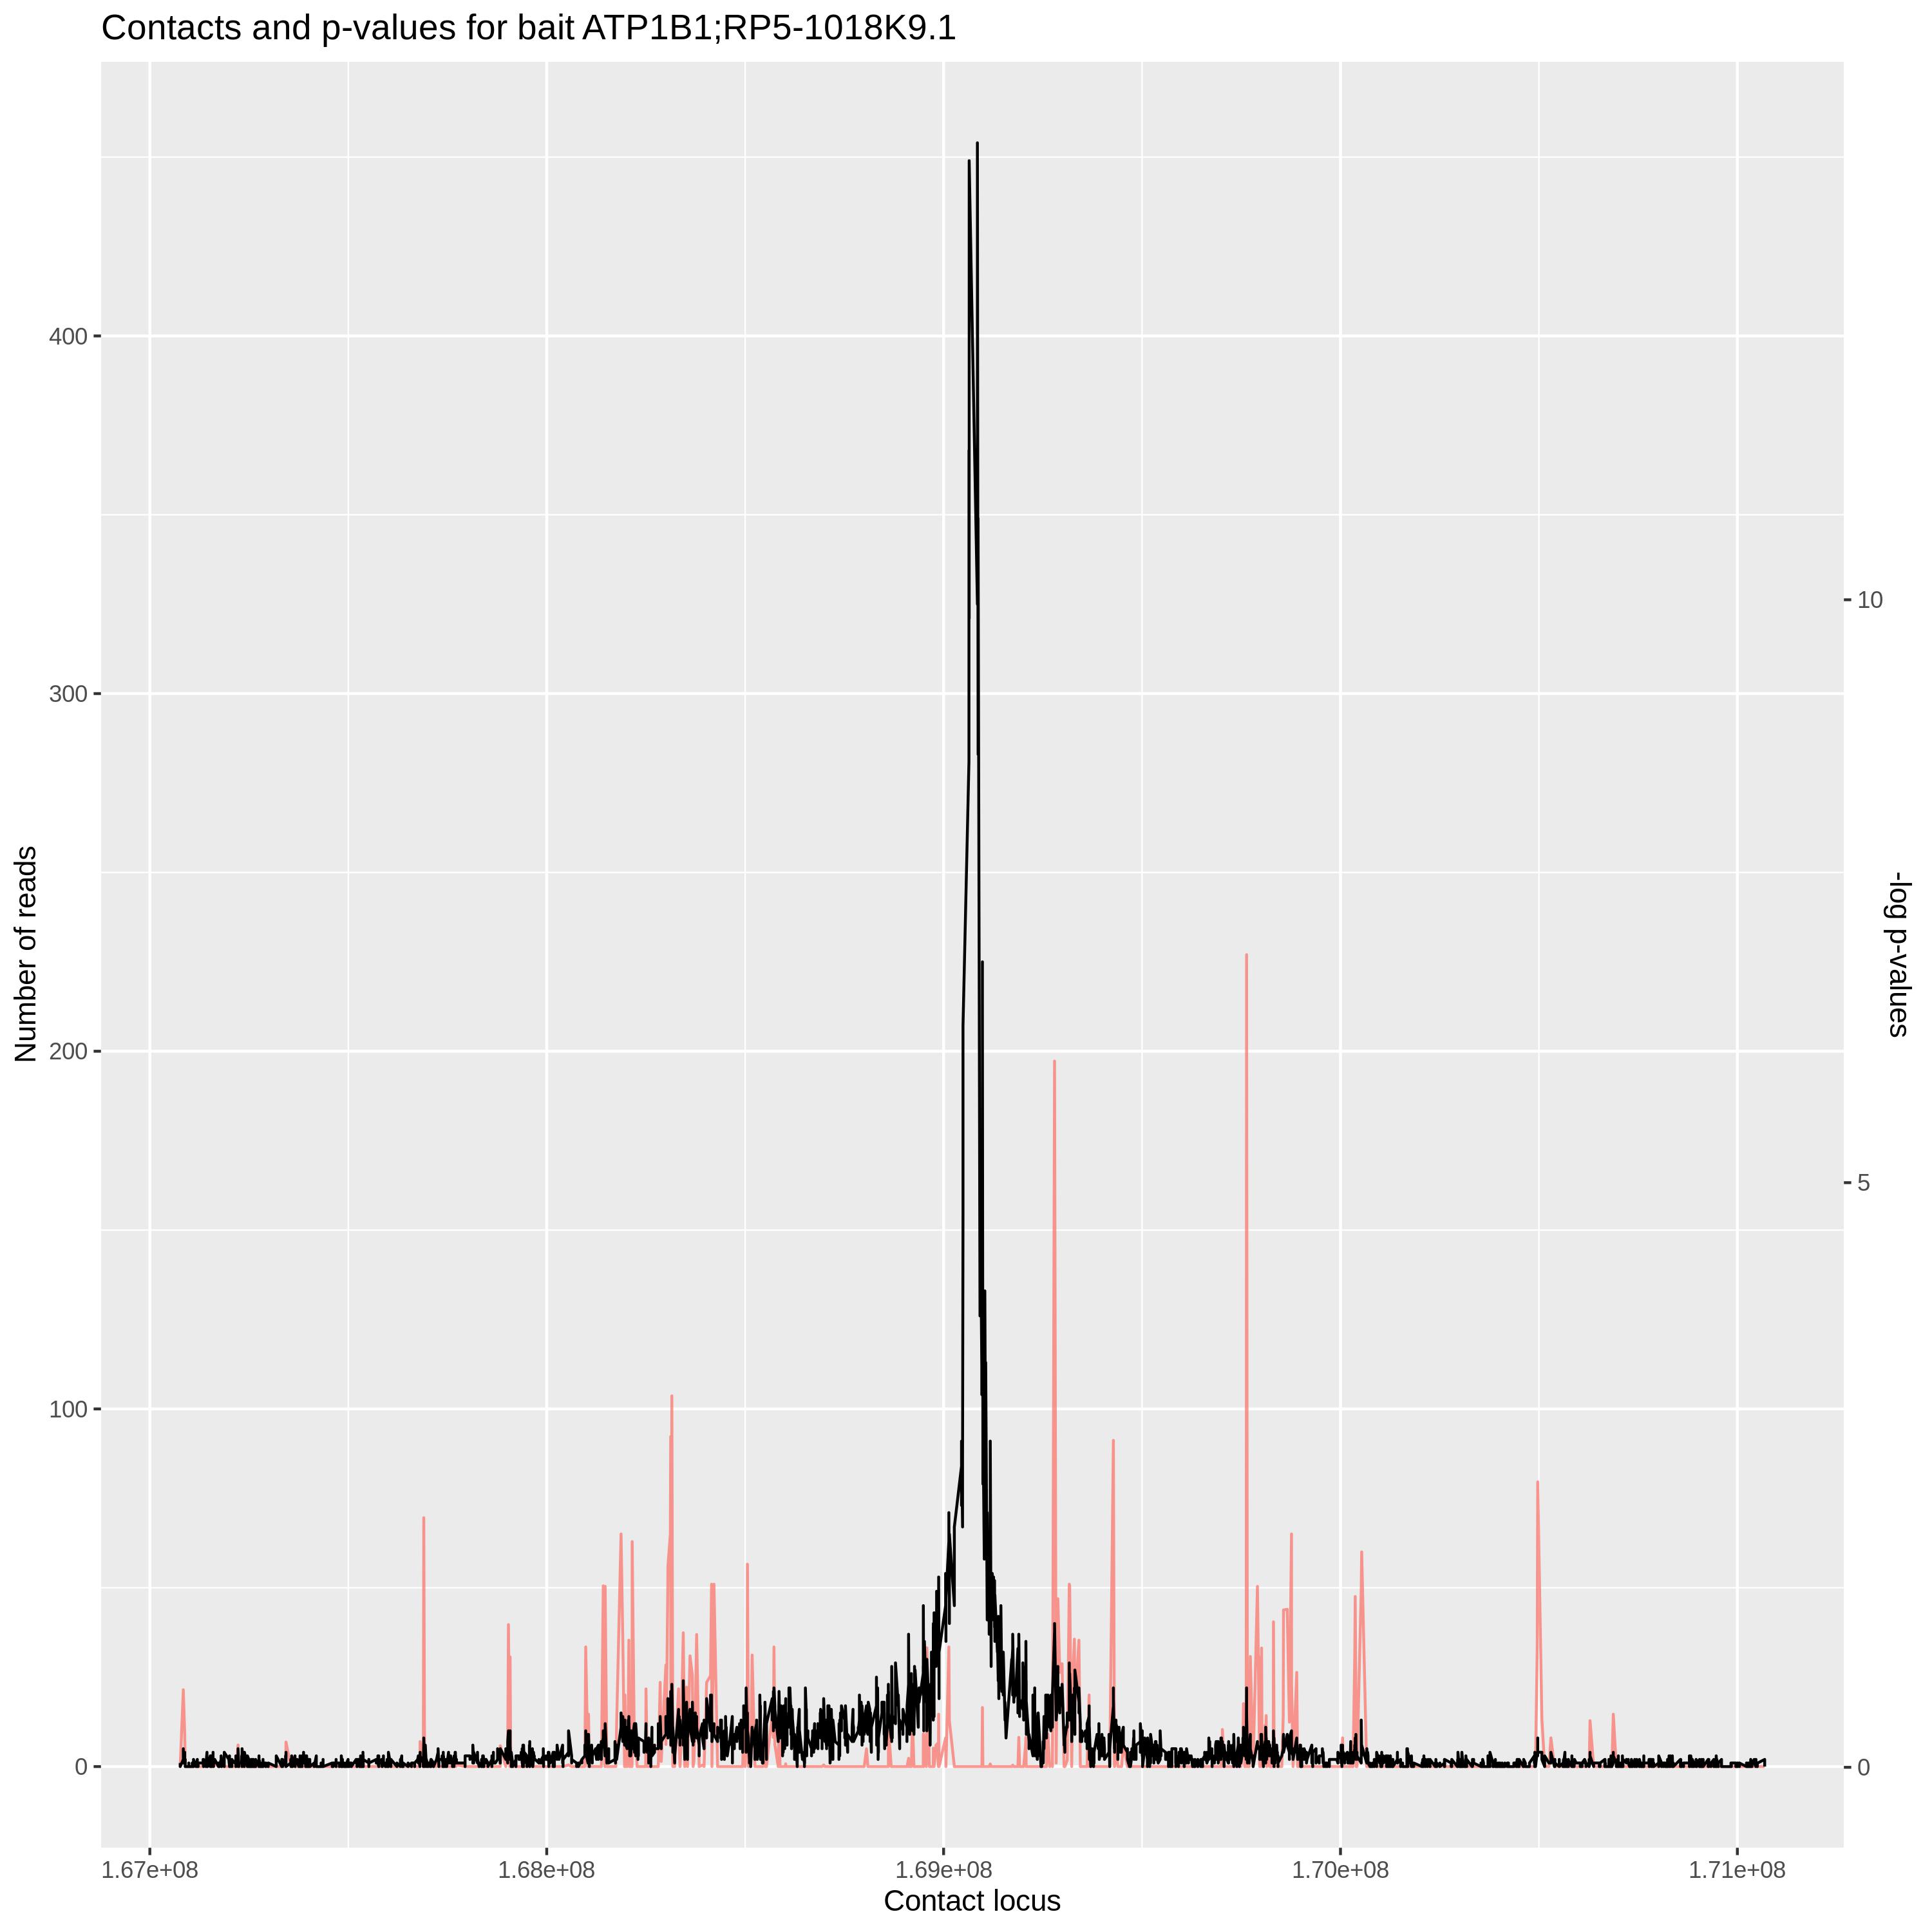 Contacts and p-values for bait ATP1B1;RP5-1018K9.1
400
300
200
100
0
Number of reads
10
5
0
-log p-values
1.67e+08
1.68e+08
1.69e+08
1.70e+08
1.71e+08
Contact locus